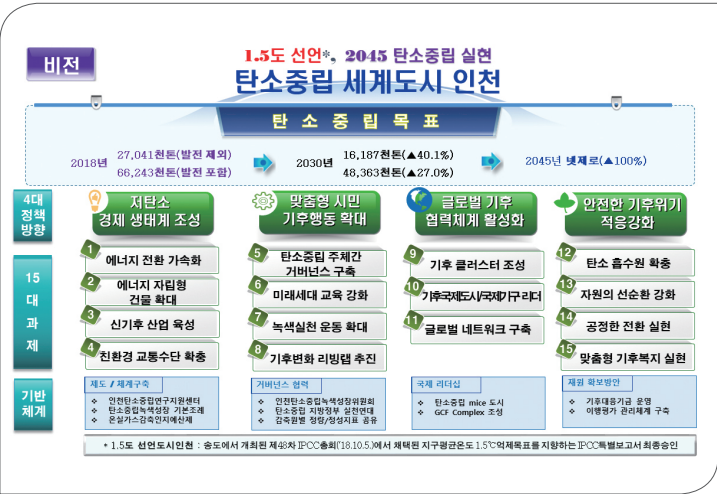 비전
1.5도 선언*, 2045 탄소중립 실현
탄소중립 세계도시 인천
탄 소 중 립 목 표
2018년
27,041천톤(발전 제외)
66,243천톤(발전 포함)
2030년
16,187천톤(▲40.1%)
48,363천톤(▲27.0%)
2045년 넷제로(▲100%)
4대
정책
방향
저탄소
경제 생태계 조성
맞춤형 시민
기후행동 확대
글로벌 기후
협력체계 활성화
안전한 기후위기
적응강화
15
대
과
제
1 에너지 전환 가속화
2 에너지 자립형
건물 확대
3 신기후 산업 육성
4 친환경 교통수단 확충
5 탄소중립 주체간
거버넌스 구축
6 미래세대 교육 강화
7 녹색실천 운동 확대
8 기후변화 리빙랩 추진
9 기후 클러스터 조성
10 기후국제도시/국제기구 리더
11 글로벌 네트워크 구축
12 탄소 흡수원 확충
13 자원의 선순환 강화
14 공정한 전환 실현
15 맞춤형 기후복지 실현
기반
체계
제도 / 체계구축
❖ 인천탄소중립연구지원센터
❖ 탄소중립녹색성장 기본조례
❖ 온실가스감축인지예산제
거버넌스 협력
❖ 인천탄소중립녹색성장위원회
❖ 탄소중립 지방정부 실천연대
❖ 감축원별 정량/정성지표 공유
국제 리더십
❖ 탄소중립 mice 도시
❖ GCF Complex 조성
재원 확보방안
❖ 기후대응기금 운영
❖ 이행평가 관리체계 구축
* 1.5도 선언도시인천 : 송도에서 개최된 제48차 IPCC총회('18.10.5.)에서 채택된 지구평균온도 1.5℃억제목표를 지향하는 IPCC특별보고서 최종승인